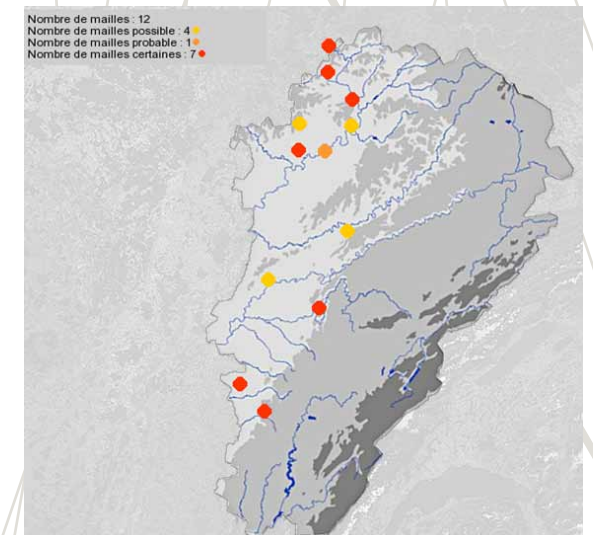 Nombre de mailles : 12
Nombre de mailles possible : 4
Nombre de mailles probable : 1
Nombre de mailles certaines : 7